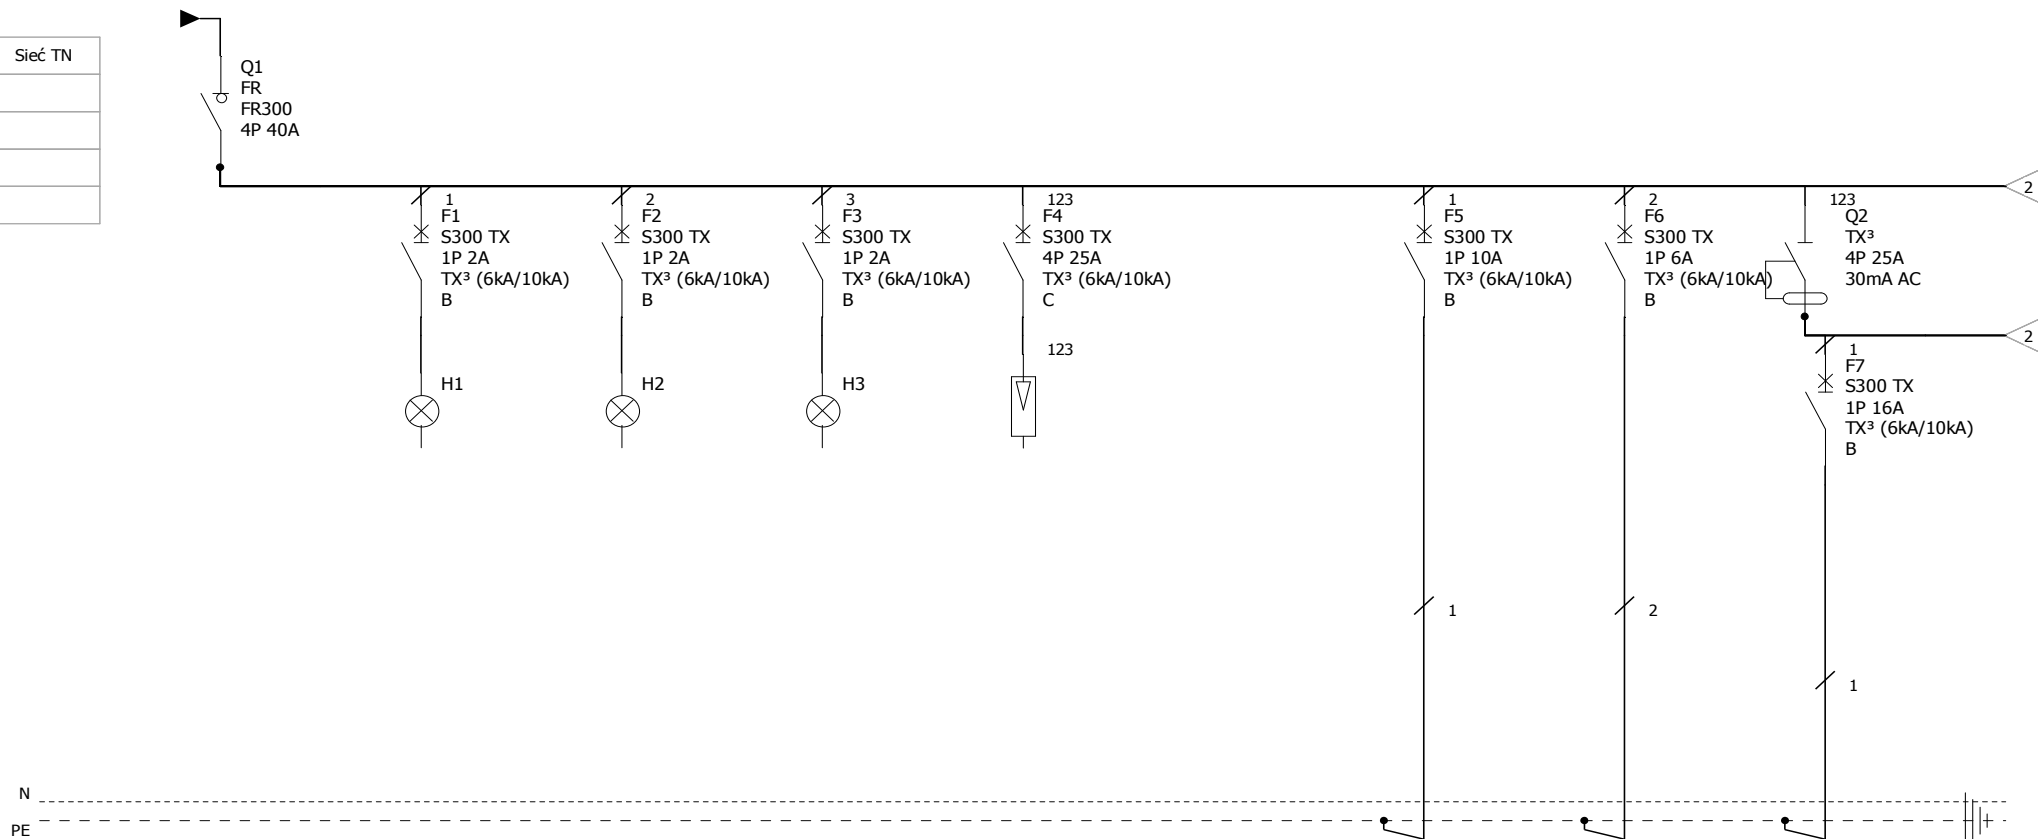 Sieć TN
Q1
FR
FR300
4P 40A
2
1
F1
S300 TX
1P 2A
TX³ (6kA/10kA)
B
2
F2
S300 TX
1P 2A
TX³ (6kA/10kA)
B
3
F3
S300 TX
1P 2A
TX³ (6kA/10kA)
B
123
F4
S300 TX
4P 25A
TX³ (6kA/10kA)
C
1
F5
S300 TX
1P 10A
TX³ (6kA/10kA)
B
2
F6
S300 TX
1P 6A
TX³ (6kA/10kA)
B
123
Q2
TX³
4P 25A
30mA AC
2
123
1
F7
S300 TX
1P 16A
TX³ (6kA/10kA)
B
H1
H2
H3
1
2
1
N
PE